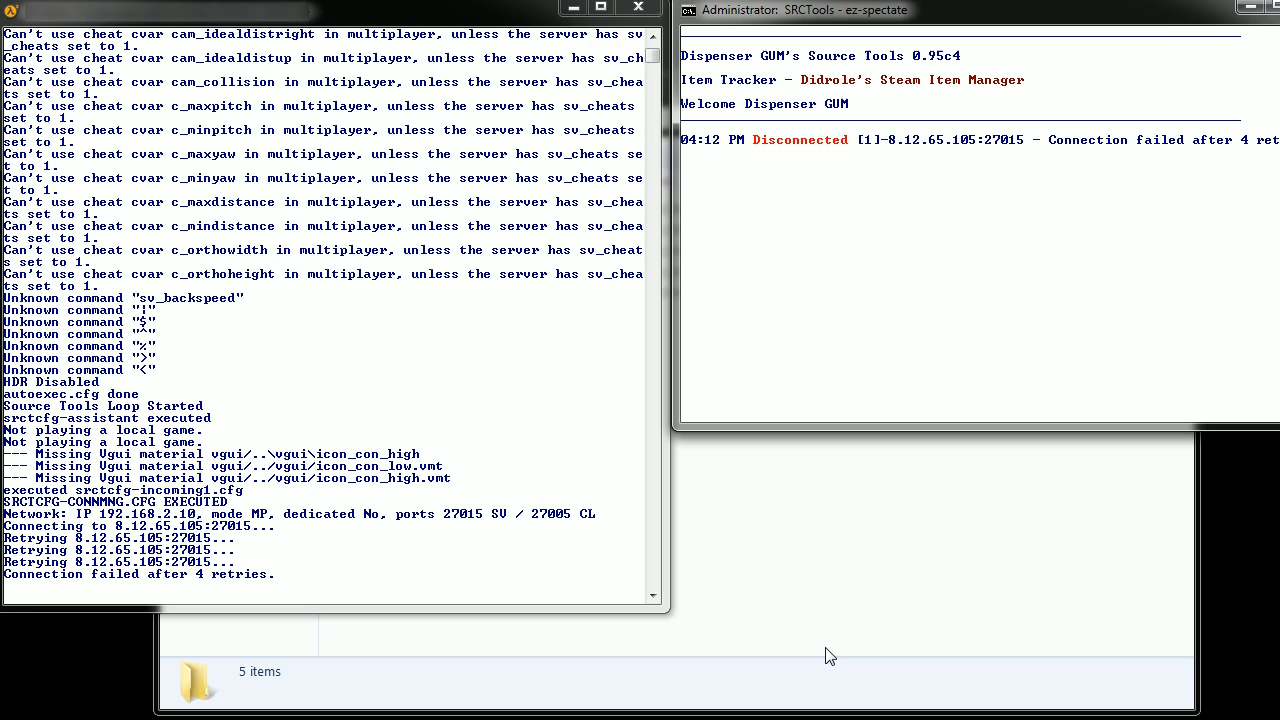 Can't use cheat cvar cam_idealdistright in multiplayer, unless the server has sv
_cheats set to 1.
Can't use cheat cvar cam_idealdistup in multiplayer, unless the server has sv_ch
eats set to 1.
Can't use cheat cvar cam_collision in multiplayer, unless the server has sv_chea
ts set to 1.
Can't use cheat cvar c_maxpitch in multiplayer, unless the server has sv_cheats
set to 1.
Can't use cheat cvar c_minpitch in multiplayer, unless the server has sv_cheats
set to 1.
Can't use cheat cvar c_maxyaw in multiplayer, unless the server has sv_cheats se
t to 1.
Can't use cheat cvar c_minyaw in multiplayer, unless the server has sv_cheats se
t to 1.
Can't use cheat cvar c_maxdistance in multiplayer, unless the server has sv_chea
ts set to 1.
Can't use cheat cvar c_mindistance in multiplayer, unless the server has sv_chea
ts set to 1.
Can't use cheat cvar c_orthowidth in multiplayer, unless the server has sv_cheat
s set to 1.
Can't use cheat cvar c_orthoheight in multiplayer, unless the server has sv_chea
ts set to 1.
Unknown command "sv_backspeed"
Unknown command "¦"
Unknown command "$"
Unknown command "^"
Unknown command "%"
Unknown command ">"
Unknown command "<"
HDR Disabled
autoexec.cfg done
Source Tools Loop Started
srctcfg-assistant executed
Not playing a local game.
Not playing a local game.
--- Missing Vgui material vgui/..\vgui\icon_con_high
--- Missing Vgui material vgui/../vgui/icon_con_low.vmt
--- Missing Vgui material vgui/../vgui/icon_con_high.vmt
executed srctcfg-incoming1.cfg
SRCTCFG-CONNMNG.CFG EXECUTED
Network: IP 192.168.2.10, mode MP, dedicated No, ports 27015 SV / 27005 CL
Connecting to 8.12.65.105:27015...
Retrying 8.12.65.105:27015...
Retrying 8.12.65.105:27015...
Retrying 8.12.65.105:27015...
Connection failed after 4 retries.
Administrator: SRCTools - ez-spectate
Dispenser GUM's Source Tools 0.95c4
Item Tracker - Didrole's Steam Item Manager
Welcome Dispenser GUM
04:12 PM Disconnected [1]-8.12.65.105:27015 - Connection failed after 4 ret
5 items